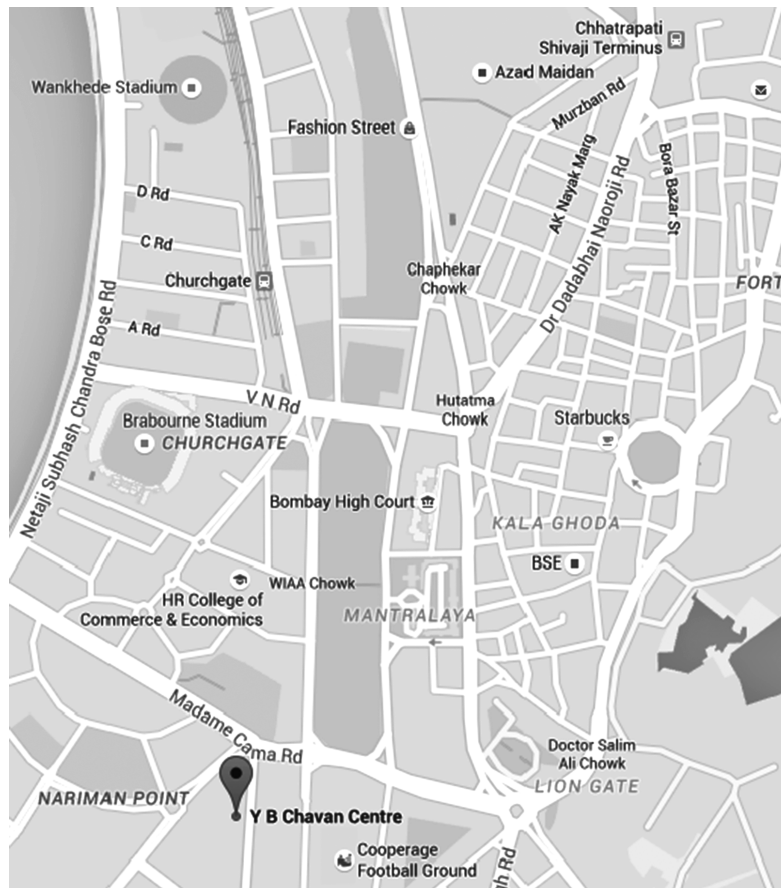 Chhatrapati
Shivaji Terminus
Azad Maidan
Wankhede Stadium
Murzban Rd
Fashion Street
AK Nayak Marg
Bora Bazar St
D Rd
C Rd
Dr Dadabhai Naoroji Rd
Chaphekar
Chowk
Churchgate
FORT
A Rd
Netaji Subhash Chandra Bose Rd
V N Rd
Hutatma
Chowk
Brabourne Stadium
CHURCHGATE
Starbucks
Bombay High Court
KALA GHODA
BSE
WIAA Chowk
HR College of
Commerce & Economics
MANTRALAYA
Madame Cama Rd
Doctor Salim
Ali Chowk
LION GATE
NARIMAN POINT
Y B Chavan Centre
Cooperage
Football Ground
Rd